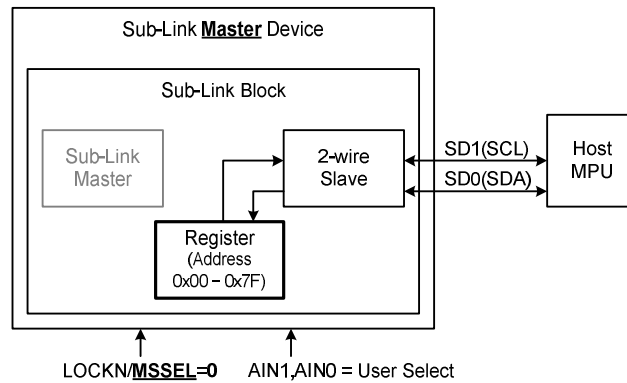 Sub-Link Master Device
Sub-Link Block
Sub-Link
Master
2-wire
Slave
SD1(SCL)
SD0(SDA)
Host
MPU
Register
(Address
0x00 – 0x7F)
LOCKN/MSSEL=0
AIN1,AIN0 = User Select